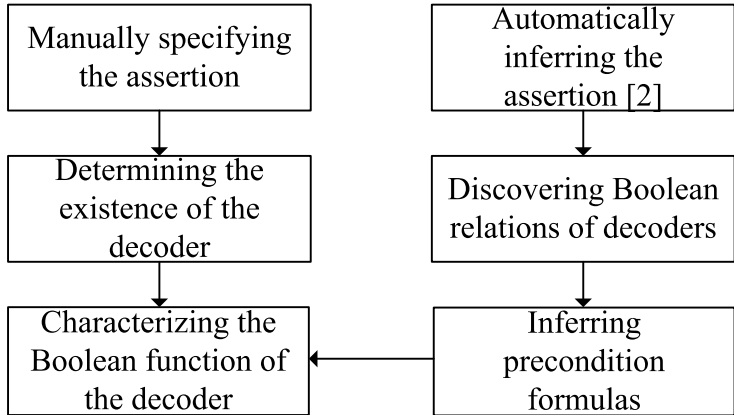 Manually specifying
the assertion
Automatically
inferring the
assertion [2]
Determining the
existence of the
decoder
Discovering Boolean
relations of decoders
Characterizing the
Boolean function of
the decoder
Inferring
precondition
formulas